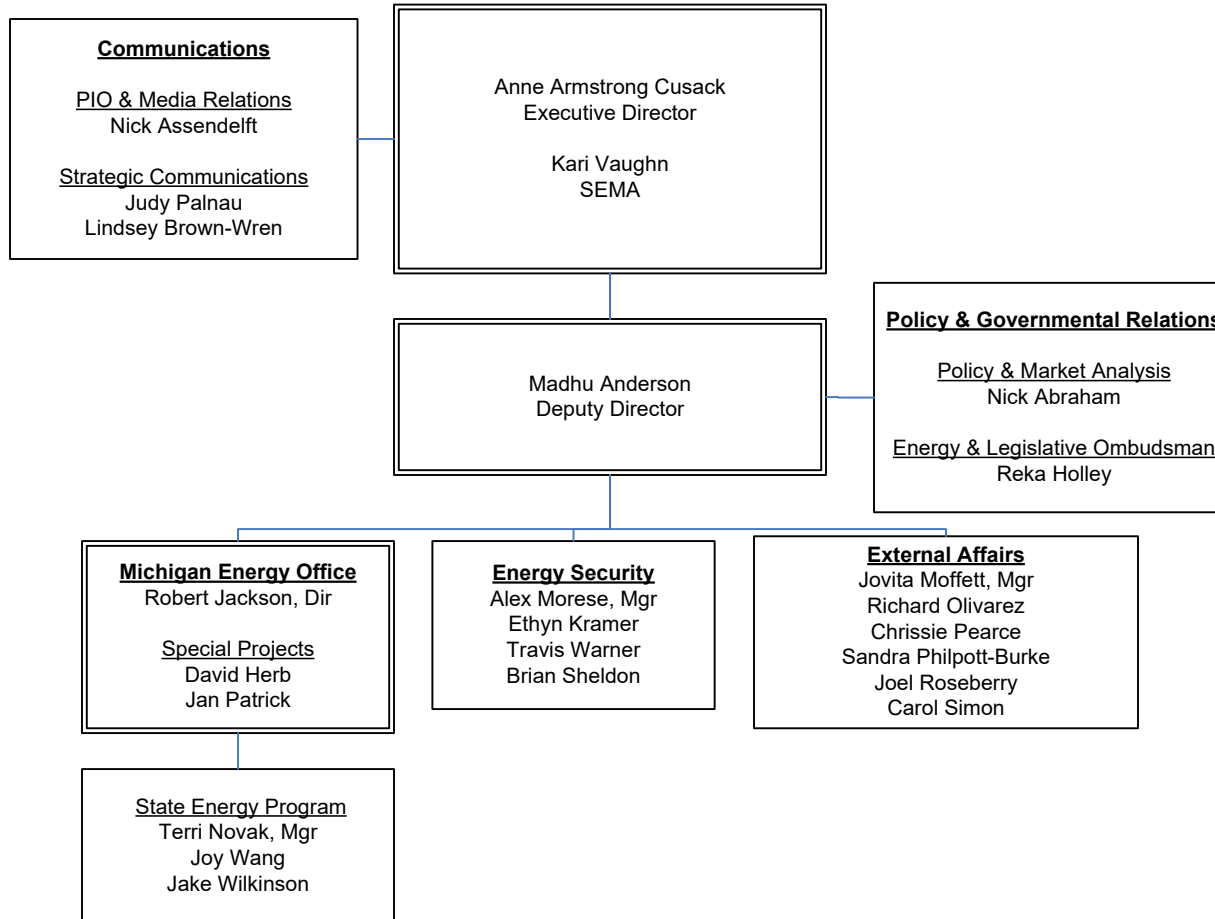 Communications
PIO & Media Relations
Nick Assendelft
Strategic Communications
Judy Palnau
Lindsey Brown-Wren
Anne Armstrong Cusack
Executive Director
Kari Vaughn
SEMA
Madhu Anderson
Deputy Director
Policy & Governmental Relations
Policy & Market Analysis
Nick Abraham
Energy & Legislative Ombudsman
Reka Holley
Michigan Energy Office
Robert Jackson, Dir
Special Projects
David Herb
Jan Patrick
Energy Security
Alex Morese, Mgr
Ethyn Kramer
Travis Warner
Brian Sheldon
External Affairs
Jovita Moffett, Mgr
Richard Olivarez
Chrissie Pearce
Sandra Philpott-Burke
Joel Roseberry
Carol Simon
State Energy Program
Terri Novak, Mgr
Joy Wang
Jake Wilkinson